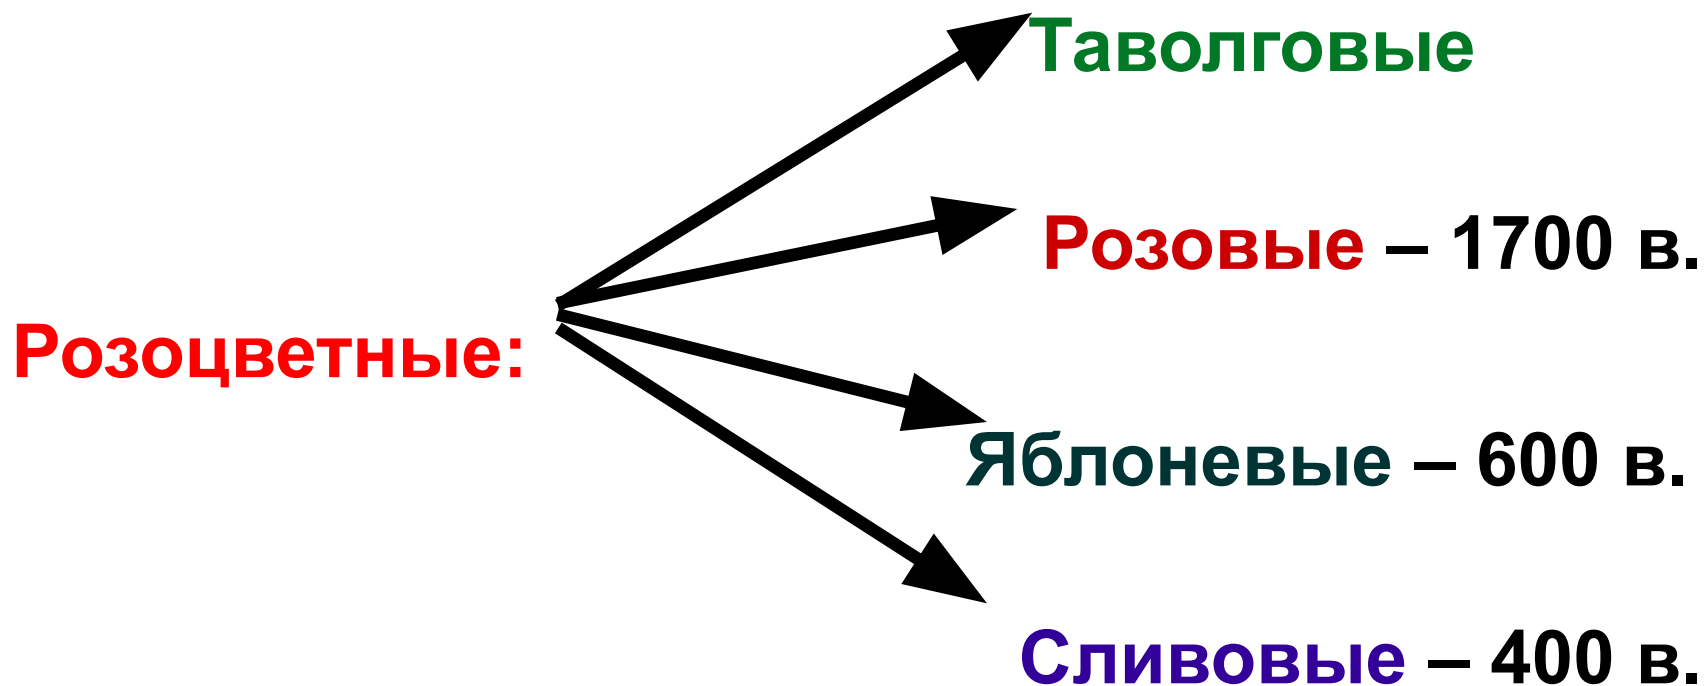 Таволговые
Розовые – 1700 в.
Розоцветные:
Яблоневые – 600 в.
Сливовые – 400 в.